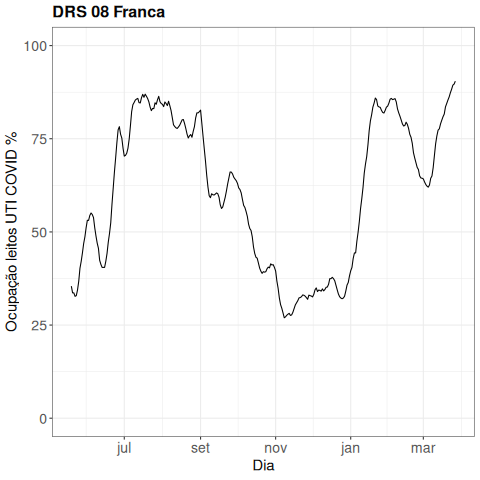 DRS 08 Franca
Ocupação leitos UTI COVID %
100
75
50
25
0
jul set nov jan mar
Dia